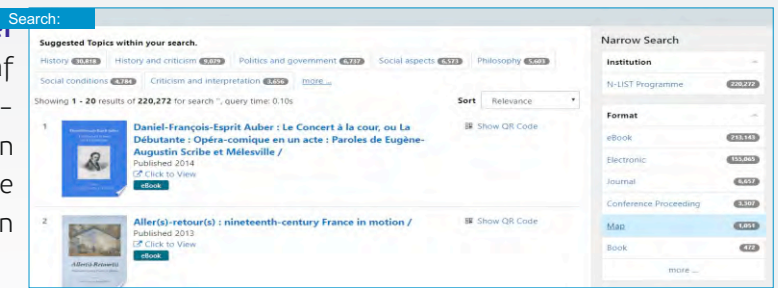 Search:
er
Suggested Topics within your search.
History 10,818 History and criticism 9,079 Politics and government 6,737 Social aspects 6,573 Philosophy 5,603
Social conditions 4,784 Criticism and interpretation 3,656 more ...
Showing 1 - 20 results of 220,272 for search '', query time: 0.10s
Sort Relevance
1
Daniel-François-Esprit Auber : Le Concert à la cour, ou La
Débutante : Opéra-comique en un acte : Paroles de Eugène-
Augustin Scribe et Mélesville /
Published 2014
Click to View
eBook
Show QR Code
2
Aller(s)-retour(s) : nineteenth-century France in motion /
Published 2013
Click to View
eBook
Show QR Code
Narrow Search
Institution
N-LIST Programme 220,272
Format
eBook 213,143
Electronic 153,065
Journal 6,657
Conference Proceeding 3,307
Map 1,051
Book 472
more ...
af
-
n
e
n